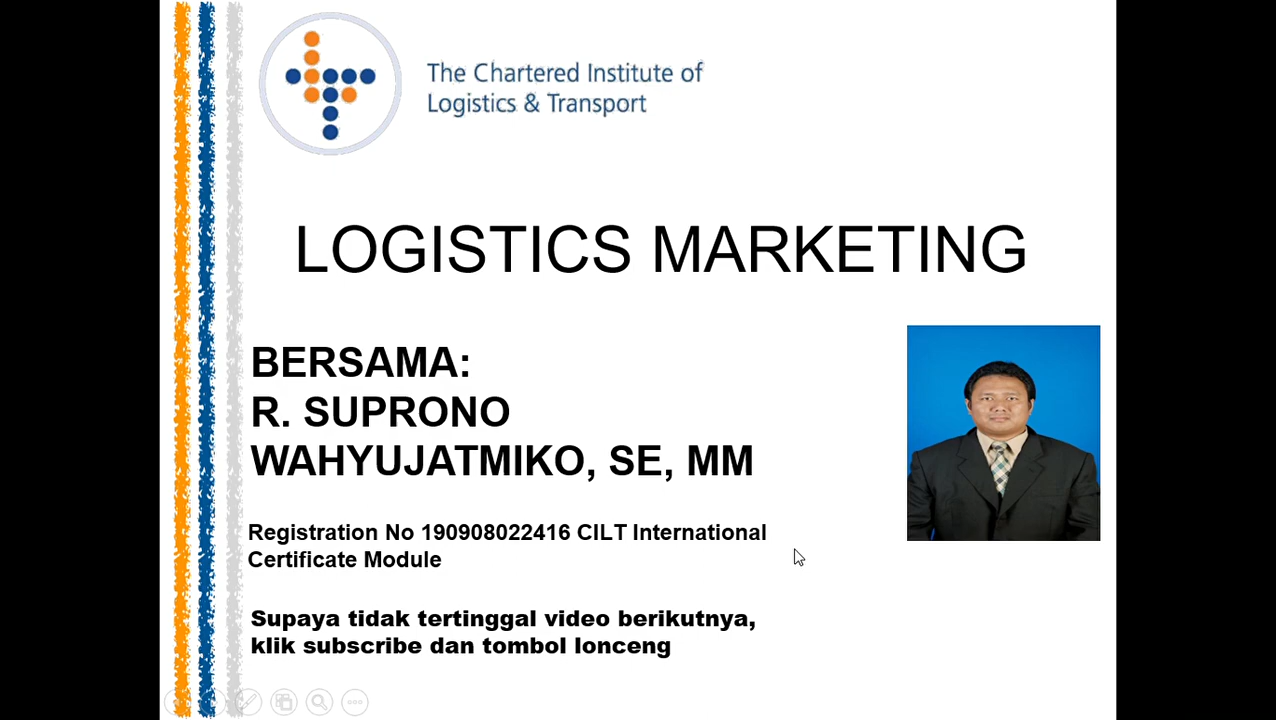 The Chartered Institute of
Logistics & Transport
LOGISTICS MARKETING
BERSAMA:
R. SUPRONO
WAHYUJATMIKO, SE, MM
Registration No 190908022416 CILT International
Certificate Module
Supaya tidak tertinggal video berikutnya,
klik subscribe dan tombol lonceng